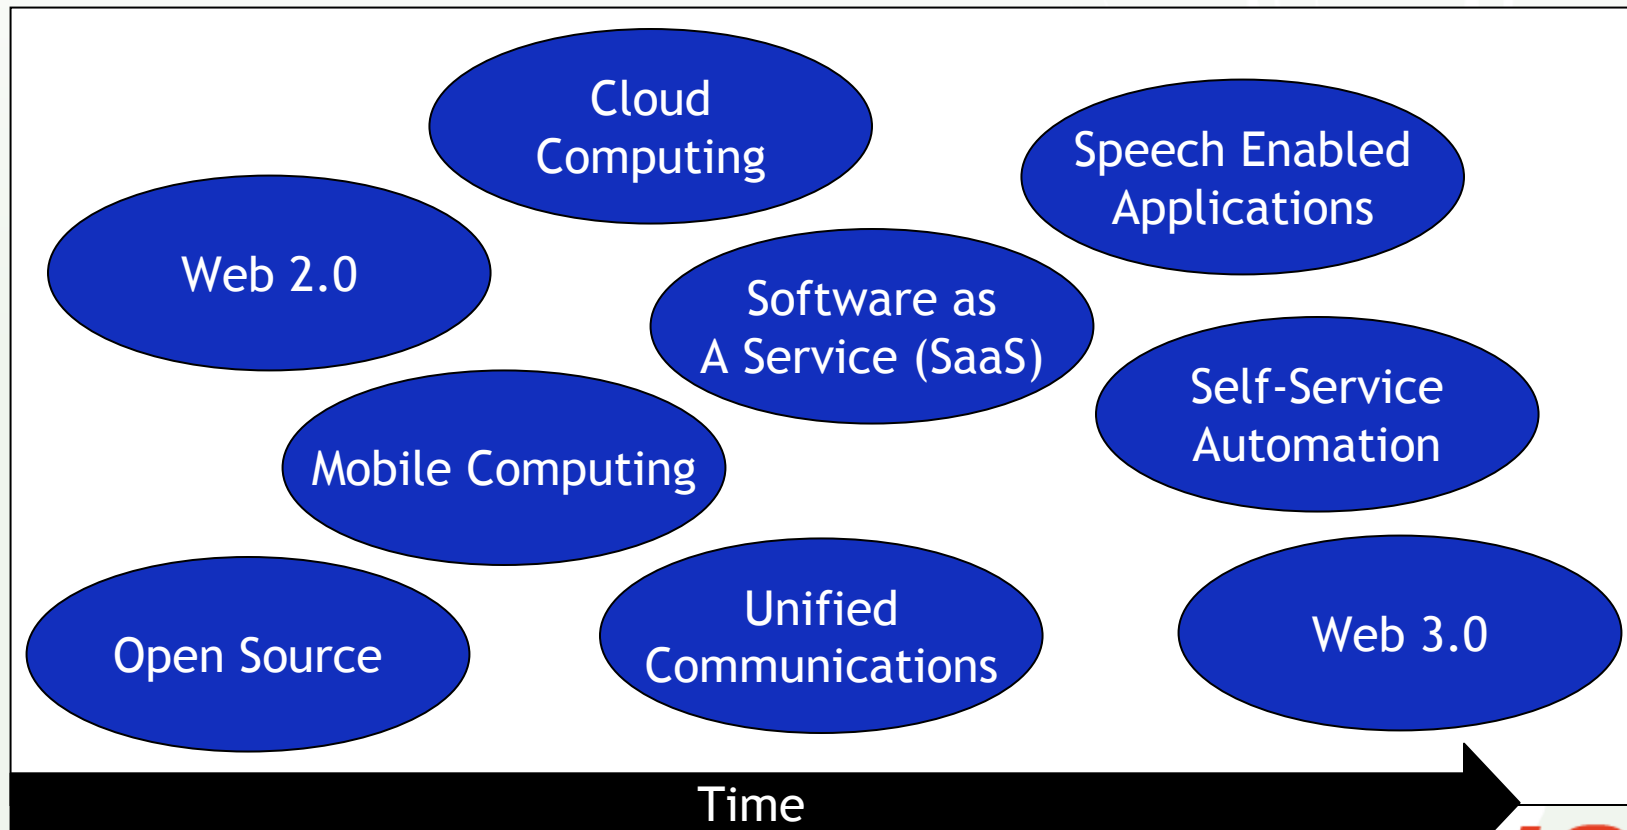 Cloud
Computing
Speech Enabled
Applications
Web 2.0
Software as
A Service (SaaS)
Self-Service
Automation
Mobile Computing
Unified
Communications
Web 3.0
Open Source
Time